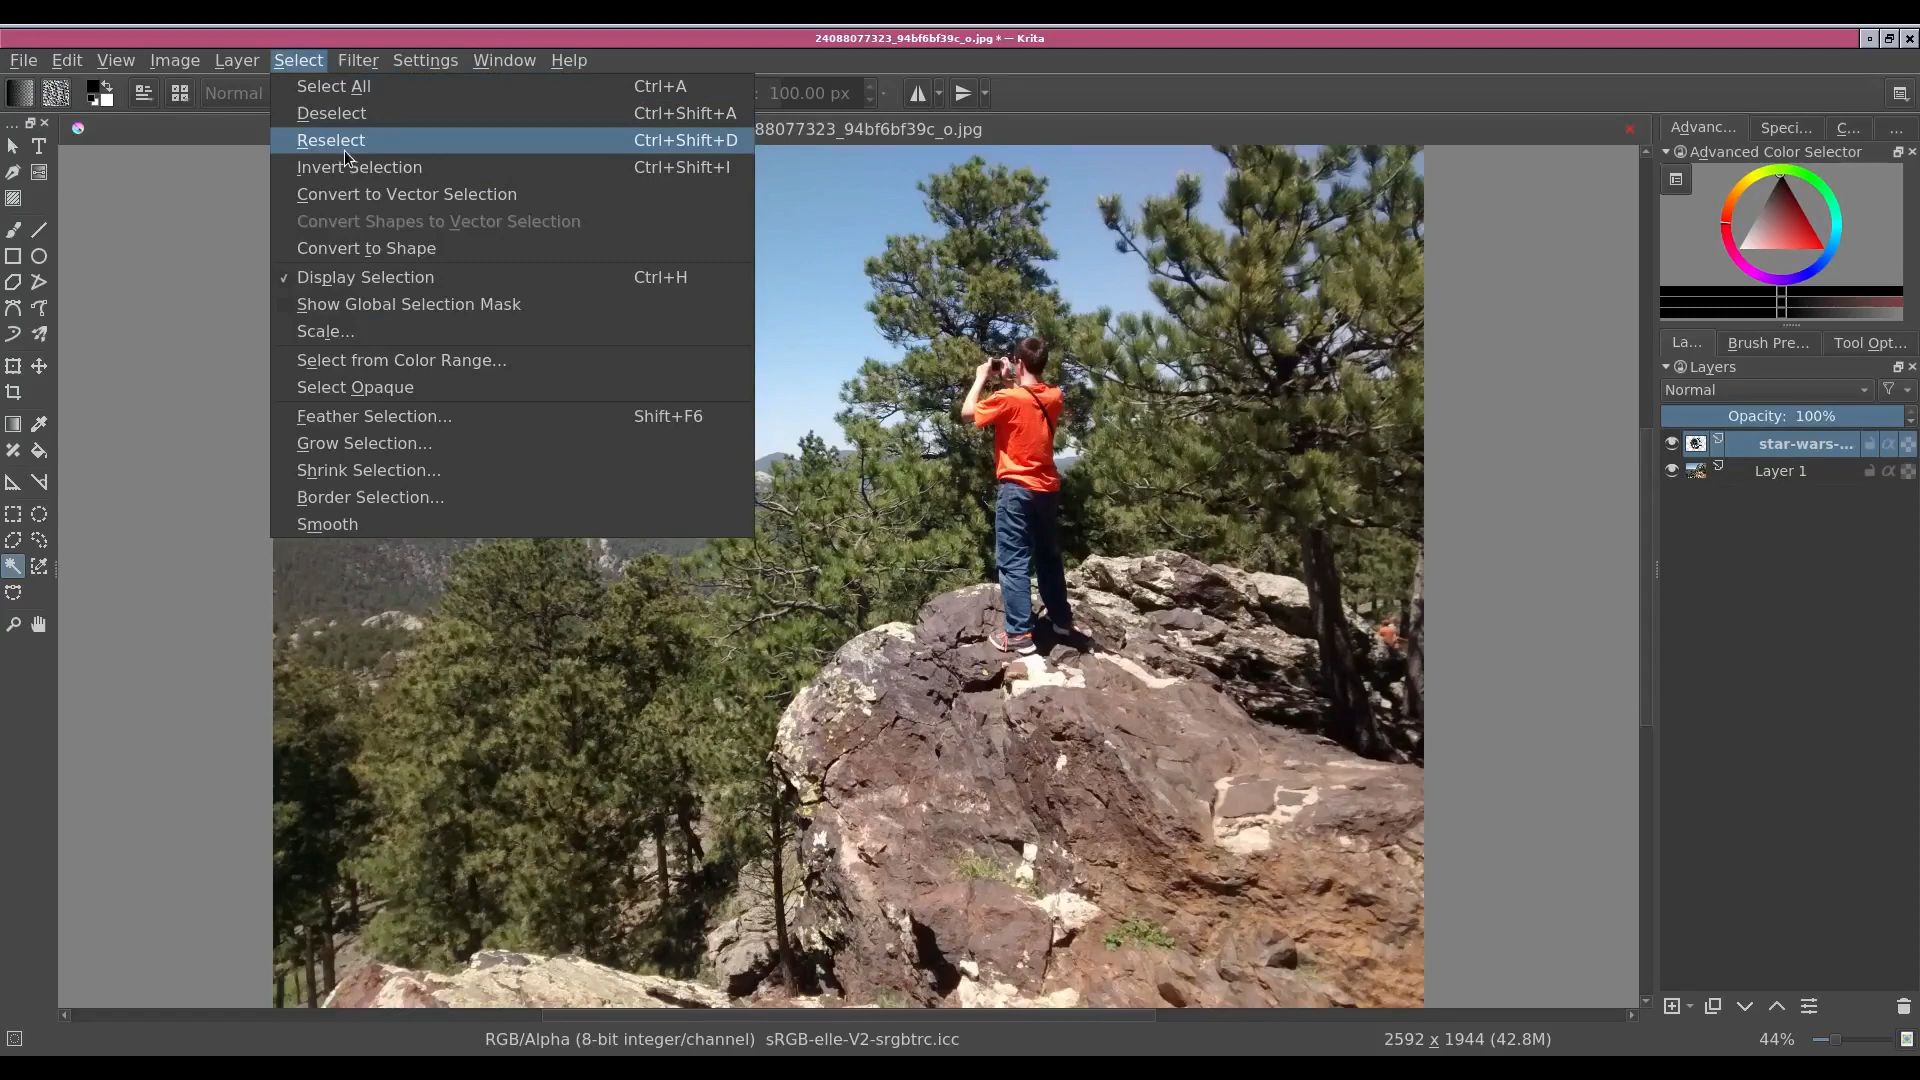 24088077323_94bf6bf39c_o.jpg * — Krita
File Edit View Image Layer Select Filter Settings Window Help
Normal
: 100.00 px
Select All Ctrl+A
Deselect Ctrl+Shift+A
Reselect Ctrl+Shift+D
Invert Selection Ctrl+Shift+I
Convert to Vector Selection
Convert Shapes to Vector Selection
Convert to Shape
Display Selection Ctrl+H
Show Global Selection Mask
Scale...
Select from Color Range...
Select Opaque
Feather Selection... Shift+F6
Grow Selection...
Shrink Selection...
Border Selection...
Smooth
88077323_94bf6bf39c_o.jpg
Advanc... Speci... C... ...
Advanced Color Selector
La... Brush Pre... Tool Opt...
Layers
Normal
Opacity: 100%
star-wars-...
Layer 1
RGB/Alpha (8-bit integer/channel) sRGB-elle-V2-srgbtrc.icc
2592 x 1944 (42.8M)
44%